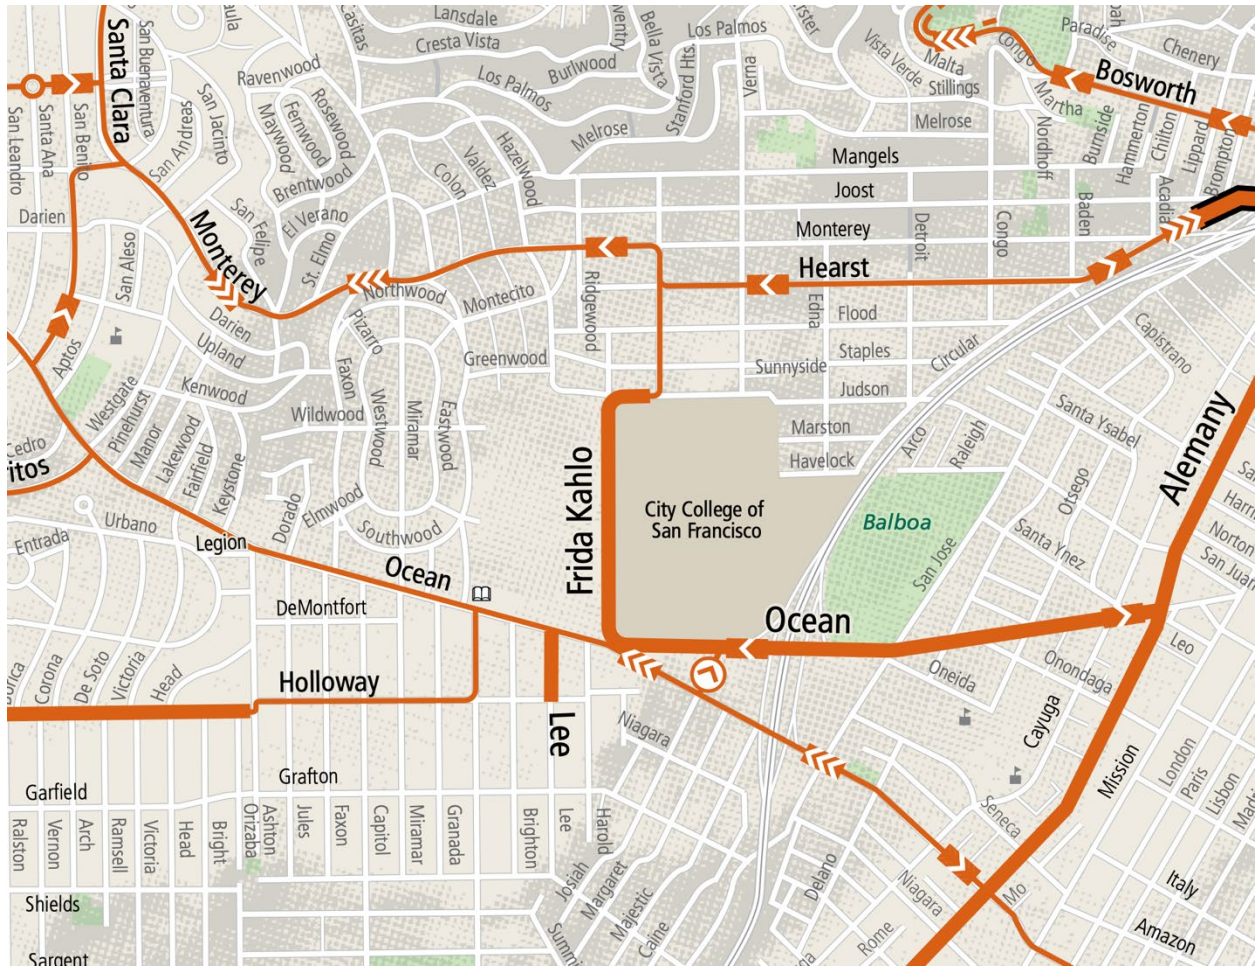 Santa Clara
San Buenaventura
Casitas
Lansdale
Cresta Vista
Coventry
Bella Vista
Stanford Hts.
Los Palmos
Burlwood
Los Palmos
Verna
Vista Verde
Malta
Stillings
Congo
Paradise
Chenery
Bosworth
Martha
Melrose
Melrose
Nordhoff
Burnside
Hammerton
Chilton
Lippard
Brompton
Acadia
Baden
Ravenwood
Maywood
Fernwood
Rosewood
Brentwood
El Verano
St. Elmo
San Felipe
San Jacinto
San Andreas
San Leandro
Santa Ana
San Benito
Darien
Colon
Valdez
Hazelwood
Mangels
Joost
Monterey
Detroit
Congo
Hearst
Monterey
San Aleso
Aptos
Darien
Upland
Kenwood
Northwood
Montecito
Ridgewood
Edna
Flood
Staples
Sunnyside
Judson
Circular
Capistrano
Pizarro
Faxon
Westwood
Miramar
Eastwood
Greenwood
Wildwood
Westgate
Pinehurst
Manor
Lakewood
Fairfield
Keystone
Cedro
ritos
Marston
Havelock
Arco
Raleigh
Santa Ysabel
Otsego
Alemany
Frida Kahlo
City College of
San Francisco
Balboa
San Jose
Santa Ynez
Norton
San Juan
Urbano
Entrada
Legion
Dorado
Elmwood
Southwood
Ocean
DeMontfort
Ocean
Corona
De Soto
Victoria
Head
Holloway
Lee
Niagara
Oneida
Onondaga
Leo
Cayuga
Mission
London
Paris
Lisbon
Grafton
Garfield
Ralston
Vernon
Arch
Ramsell
Victoria
Head
Bright
Orizaba
Ashton
Jules
Faxon
Capitol
Miramar
Granada
Brighton
Lee
Harold
Josiah
Margaret
Majestic
Caine
Delano
Seneca
Niagara
Mo
Rome
Italy
Amazon
Shields
Sargent